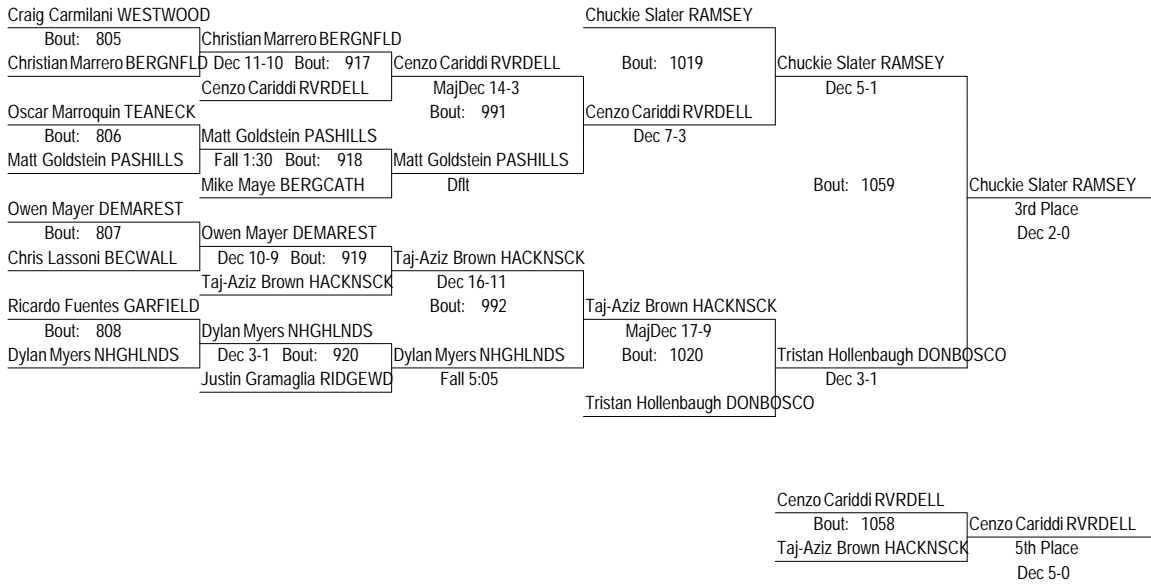 Craig Carmilani WESTWOOD
Bout: 805
Christian Marrero BERGNFLD
Oscar Marroquin TEANECK
Bout: 806
Matt Goldstein PASHILLS
Owen Mayer DEMAREST
Bout: 807
Chris Lassoni BECWALL
Ricardo Fuentes GARFIELD
Bout: 808
Dylan Myers NHGHLNDS
Christian Marrero BERGNFLD
Dec 11-10 Bout: 917
Cenzo Cariddi RVRDELL
Matt Goldstein PASHILLS
Fall 1:30 Bout: 918
Mike Maye BERGCATH
Owen Mayer DEMAREST
Dec 10-9 Bout: 919
Taj-Aziz Brown HACKNSCK
Dylan Myers NHGHLNDS
Dec 3-1 Bout: 920
Justin Gramaglia RIDGEWD
Cenzo Cariddi RVRDELL
MajDec 14-3
Bout: 991
Matt Goldstein PASHILLS
Dflt
Taj-Aziz Brown HACKNSCK
Dec 16-11
Bout: 992
Dylan Myers NHGHLNDS
Fall 5:05
Chuckie Slater RAMSEY
Bout: 1019
Cenzo Cariddi RVRDELL
Dec 7-3
Taj-Aziz Brown HACKNSCK
MajDec 17-9
Bout: 1020
Tristan Hollenbaugh DONBOSCO
Chuckie Slater RAMSEY
Dec 5-1
Bout: 1059
Tristan Hollenbaugh DONBOSCO
Dec 3-1
Chuckie Slater RAMSEY
3rd Place
Dec 2-0
Cenzo Cariddi RVRDELL
Bout: 1058
Taj-Aziz Brown HACKNSCK
Cenzo Cariddi RVRDELL
5th Place
Dec 5-0